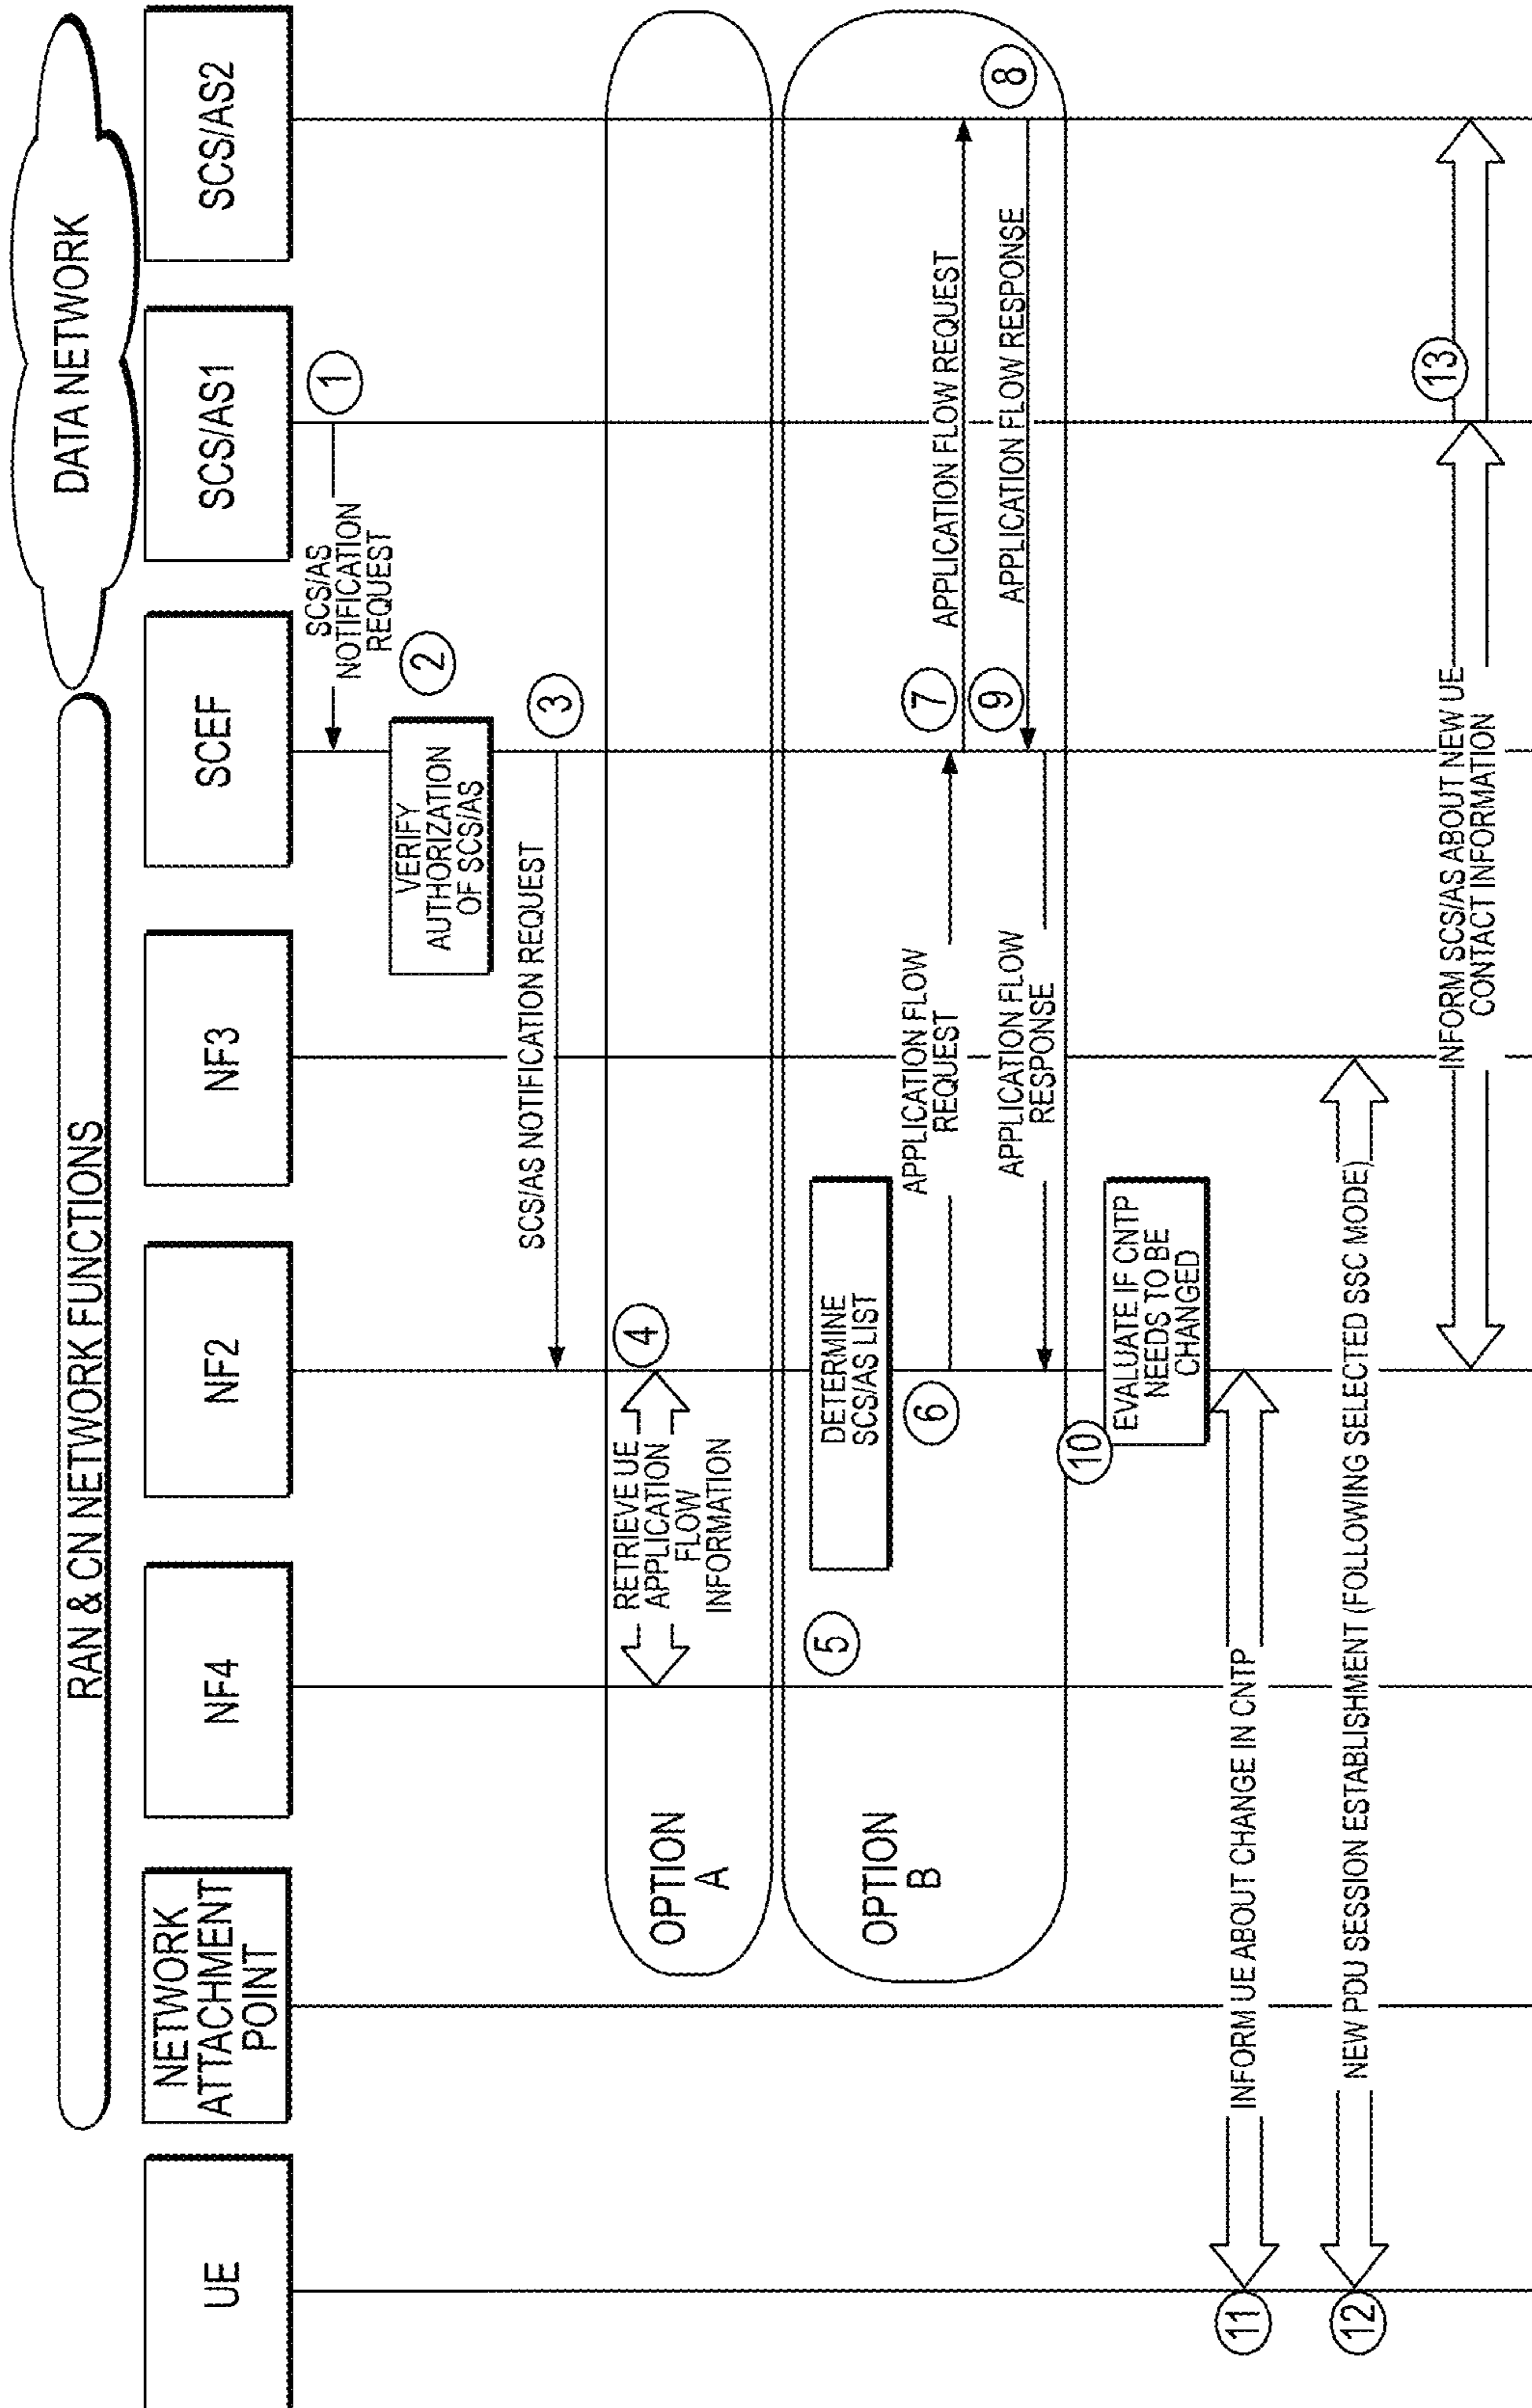 RAN & CN NETWORK FUNCTIONS
DATA NETWORK
UE
NETWORK
ATTACHMENT
POINT
NF4
NF2
NF3
SCEF
SCS/AS1
SCS/AS2
1
SCS/AS
NOTIFICATION
REQUEST
2
VERIFY
AUTHORIZATION
OF SCS/AS
3
SCS/AS NOTIFICATION REQUEST
OPTION
A
4
RETRIEVE UE
APPLICATION
FLOW
INFORMATION
OPTION
B
5
DETERMINE
SCS/AS LIST
6
APPLICATION FLOW
REQUEST
7
APPLICATION FLOW REQUEST
8
APPLICATION FLOW RESPONSE
9
APPLICATION FLOW
RESPONSE
10
EVALUATE IF CNTP
NEEDS TO BE
CHANGED
11
INFORM UE ABOUT CHANGE IN CNTP
12
NEW PDU SESSION ESTABLISHMENT (FOLLOWING SELECTED SSC MODE)
13
INFORM SCS/AS ABOUT NEW UE
CONTACT INFORMATION